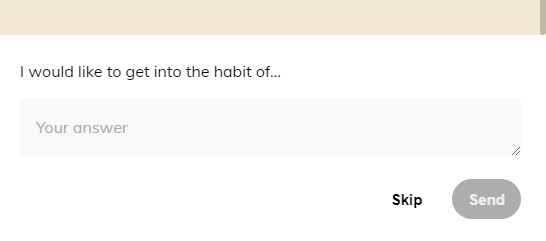 I would like to get into the habit of...
Your answer
Skip
Send